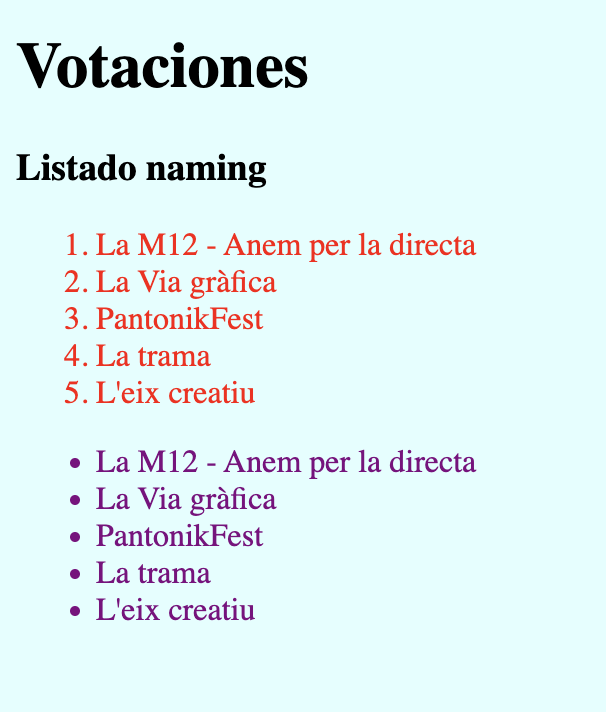 Votaciones
Listado naming
1. La M12 - Anem per la directa
2. La Via gràfica
3. PantonikFest
4. La trama
5. L'eix creatiu
• La M12 - Anem per la directa
• La Via gràfica
• PantonikFest
• La trama
• L'eix creatiu